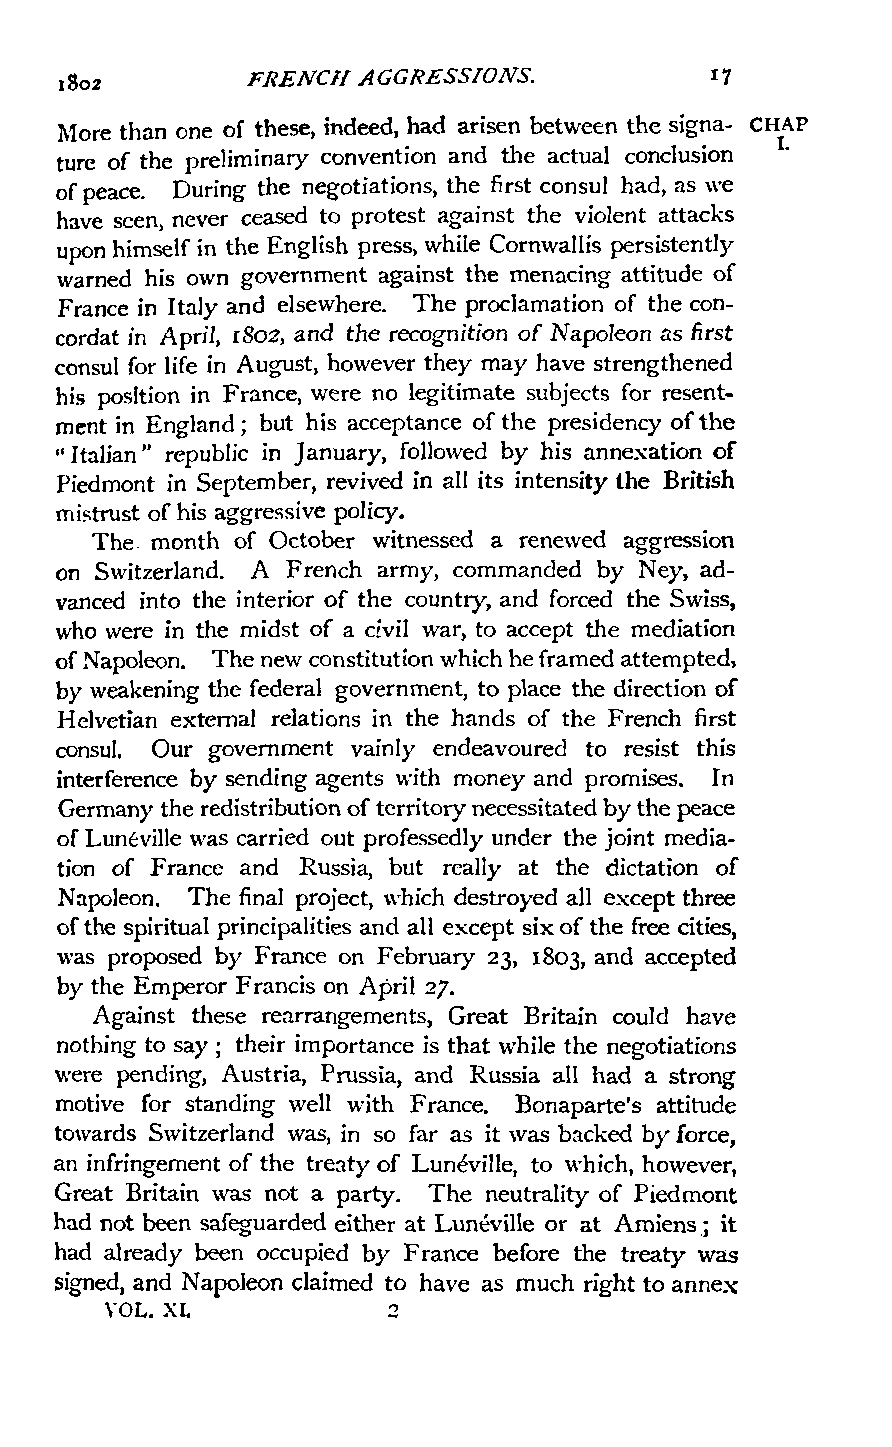 1802 FRENCH AGGRESSIONS. 17
More than one of these, indeed, had arisen between the signa- CHAP
ture of the preliminary convention and the actual conclusion I.
of peace. During the negotiations, the first consul had, as we
have seen, never ceased to protest against the violent attacks
upon himself in the English press, while Cornwallis persistently
warned his own government against the menacing attitude of
France in Italy and elsewhere. The proclamation of the con-
cordat in April, 1802, and the recognition of Napoleon as first
consul for life in August, however they may have strengthened
his position in France, were no legitimate subjects for resent-
ment in England; but his acceptance of the presidency of the
"Italian" republic in January, followed by his annexation of
Piedmont in September, revived in all its intensity the British
mistrust of his aggressive policy.
The month of October witnessed a renewed aggression
on Switzerland. A French army, commanded by Ney, ad-
vanced into the interior of the country, and forced the Swiss,
who were in the midst of a civil war, to accept the mediation
of Napoleon. The new constitution which he framed attempted,
by weakening the federal government, to place the direction of
Helvetian external relations in the hands of the French first
consul. Our government vainly endeavoured to resist this
interference by sending agents with money and promises. In
Germany the redistribution of territory necessitated by the peace
of Lunéville was carried out professedly under the joint media-
tion of France and Russia, but really at the dictation of
Napoleon. The final project, which destroyed all except three
of the spiritual principalities and all except six of the free cities,
was proposed by France on February 23, 1803, and accepted
by the Emperor Francis on April 27.
Against these rearrangements, Great Britain could have
nothing to say; their importance is that while the negotiations
were pending, Austria, Prussia, and Russia all had a strong
motive for standing well with France. Bonaparte's attitude
towards Switzerland was, in so far as it was backed by force,
an infringement of the treaty of Lunéville, to which, however,
Great Britain was not a party. The neutrality of Piedmont
had not been safeguarded either at Lunéville or at Amiens; it
had already been occupied by France before the treaty was
signed, and Napoleon claimed to have as much right to annex
VOL. XI. 2